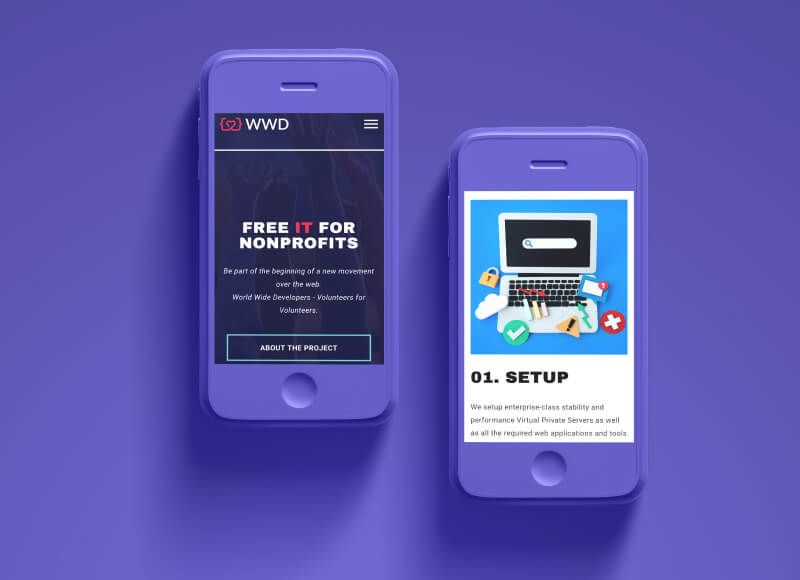 WWD
FREE IT FOR
NONPROFITS
Be part of the beginning of a new movement
over the web.
World Wide Developers - Volunteers for
Volunteers.
ABOUT THE PROJECT
1
01. SETUP
We setup enterprise-class stability and
performance Virtual Private Servers as well
as all the required web applications and tools